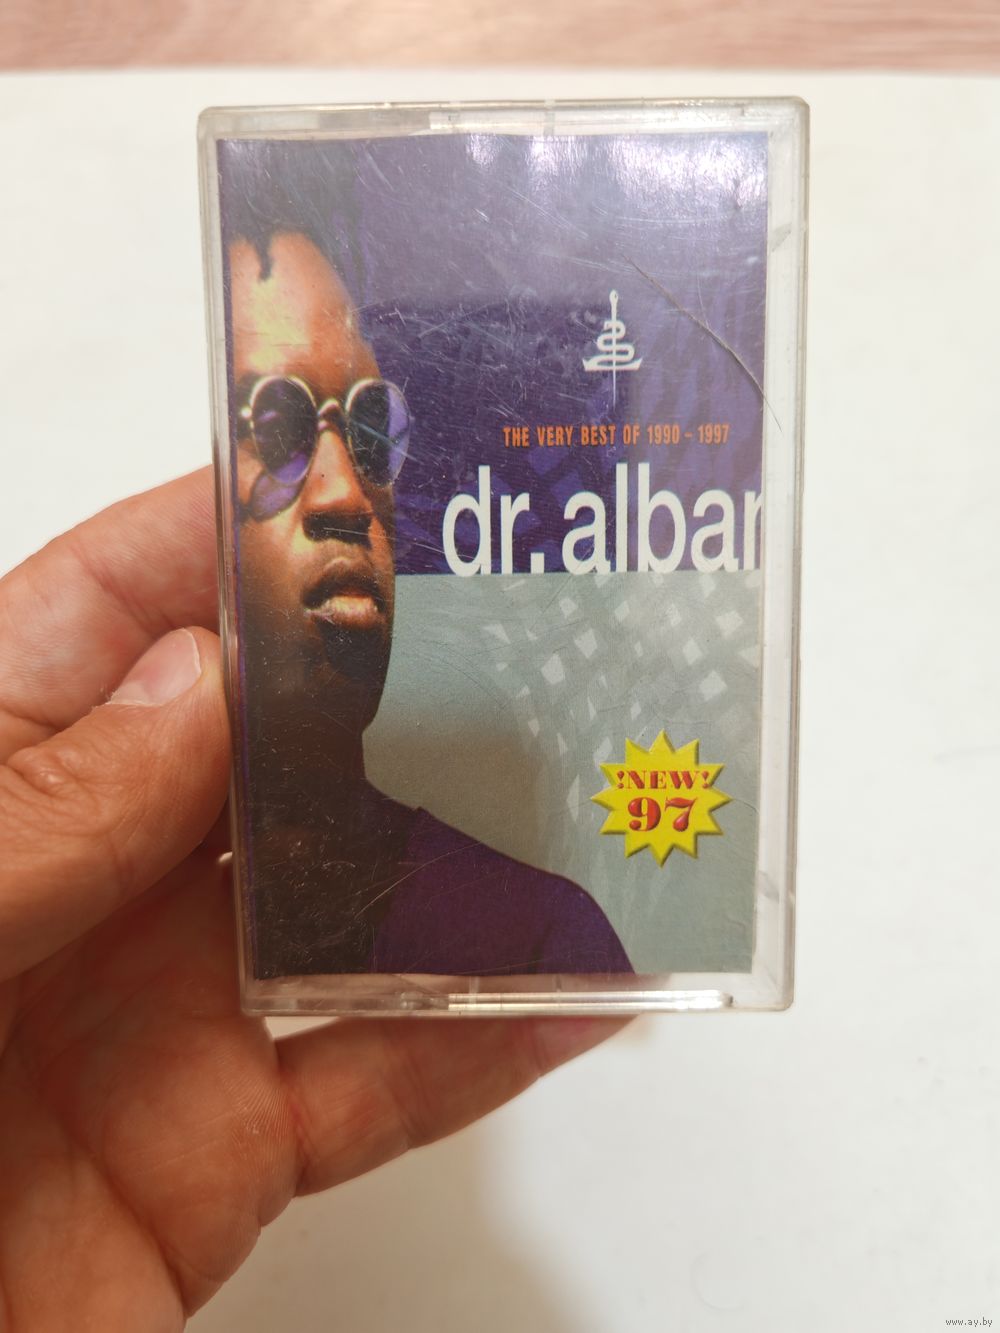 THE VERY BEST OF 1990 - 1997
dr. alban
!NEW!
97
www.ay.by